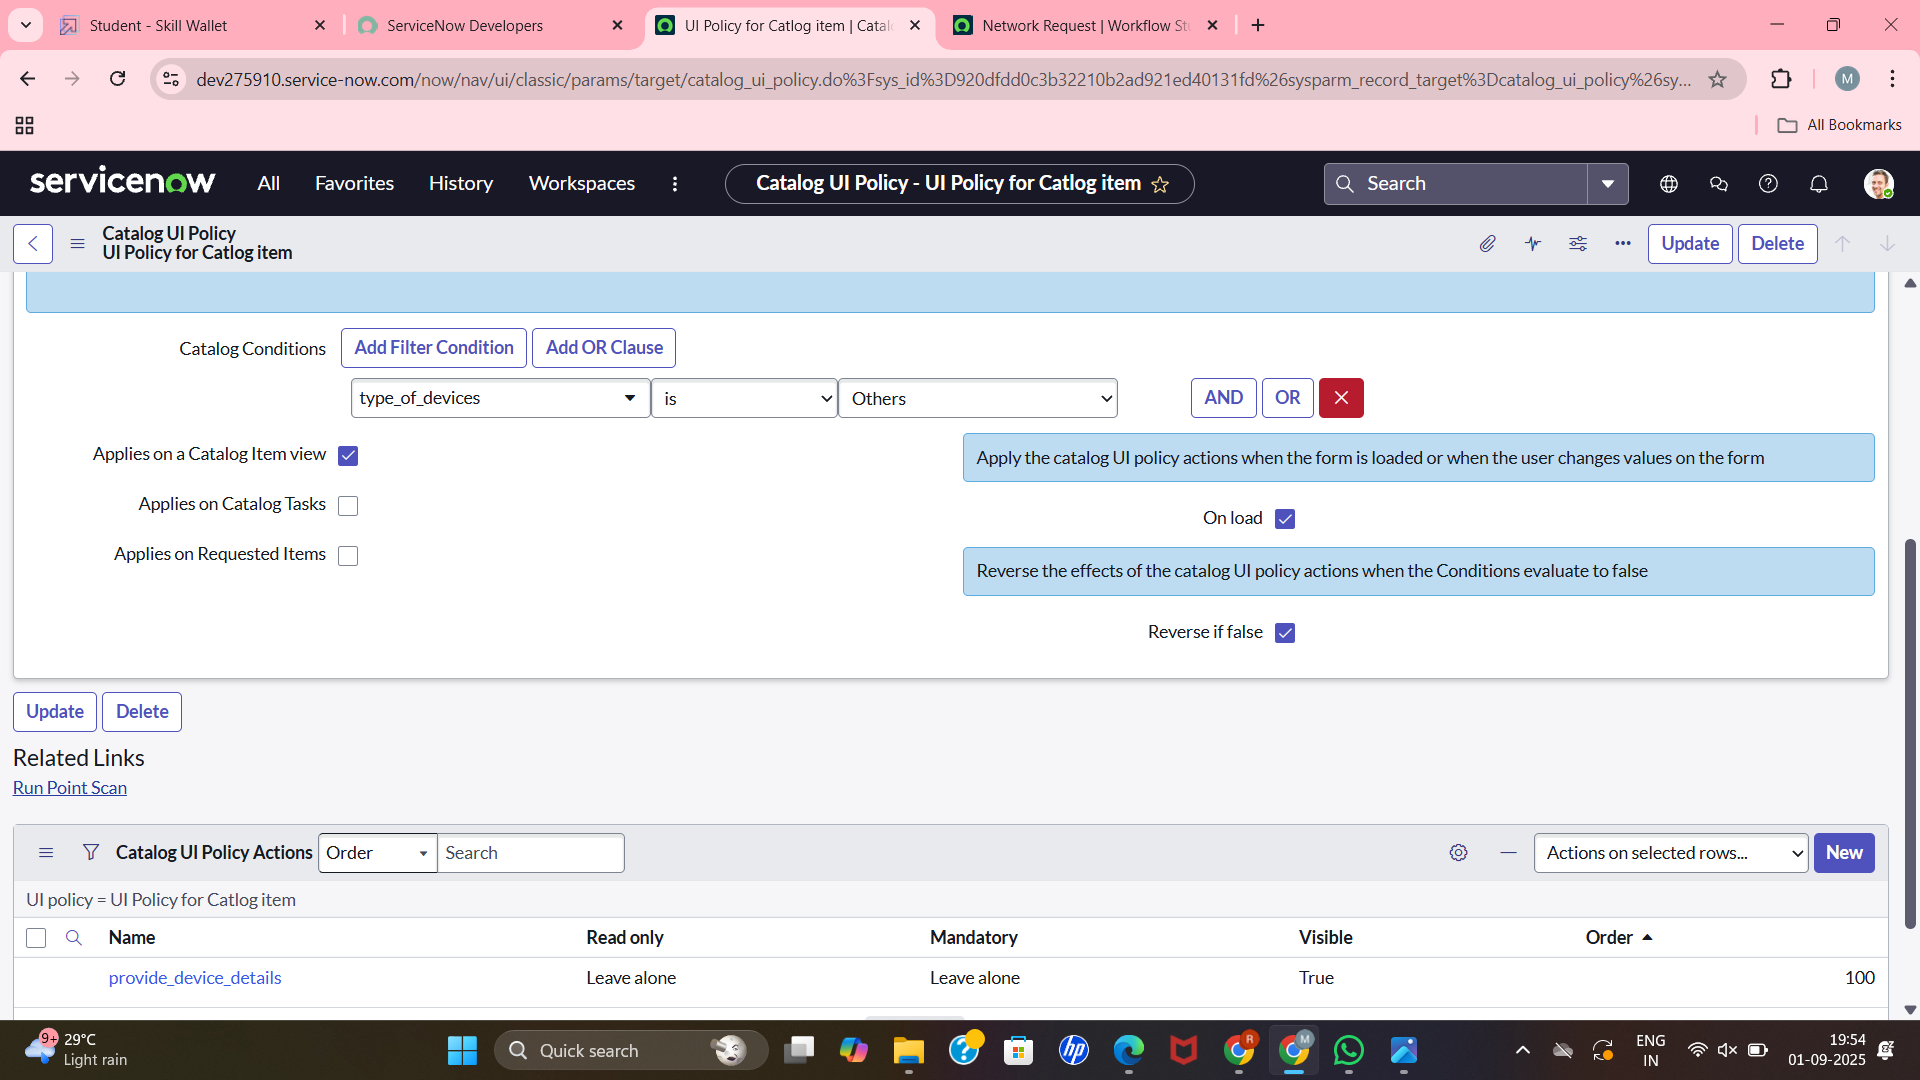 Student - Skill Wallet
ServiceNow Developers
UI Policy for Catlog item | Catal
Network Request | Workflow St
dev275910.service-now.com/now/nav/ui/classic/params/target/catalog_ui_policy.do%3Fsys_id%3D920dfdd0c3b32210b2ad921ed40131fd%26sysparm_record_target%3Dcatalog_ui_policy%26sy...
M
All Bookmarks
servicenow
All
Favorites
History
Workspaces
Catalog UI Policy - UI Policy for Catlog item
Search
Catalog UI Policy
UI Policy for Catlog item
Update
Delete
Catalog Conditions
Add Filter Condition
Add OR Clause
type_of_devices
is
Others
AND
OR
Applies on a Catalog Item view
Apply the catalog UI policy actions when the form is loaded or when the user changes values on the form
Applies on Catalog Tasks
On load
Applies on Requested Items
Reverse the effects of the catalog UI policy actions when the Conditions evaluate to false
Reverse if false
Update
Delete
Related Links
Run Point Scan
Catalog UI Policy Actions
Order
Search
Actions on selected rows...
New
UI policy = UI Policy for Catlog item
Name
Read only
Mandatory
Visible
Order
provide_device_details
Leave alone
Leave alone
True
100
9+
29°C
Light rain
Quick search
hp
R
M
ENG
IN
19:54
01-09-2025